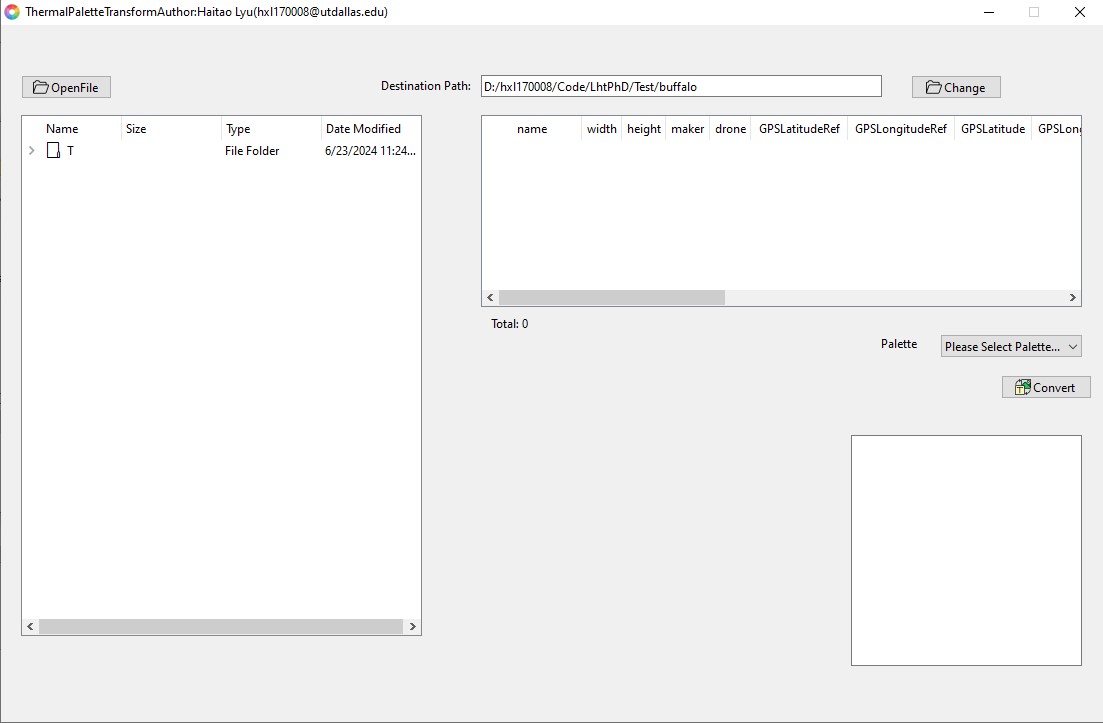 ThermalPaletteTransformAuthor:Haitao Lyu(hxl170008@utdallas.edu)
OpenFile
Destination Path: D:/hxl170008/Code/LhtPhD/Test/buffalo
Change
Name Size Type Date Modified
T File Folder 6/23/2024 11:24...
name width height maker drone GPSLatitudeRef GPSLongitudeRef GPSLatitude GPSLong
Total: 0
Palette Please Select Palette...
Convert